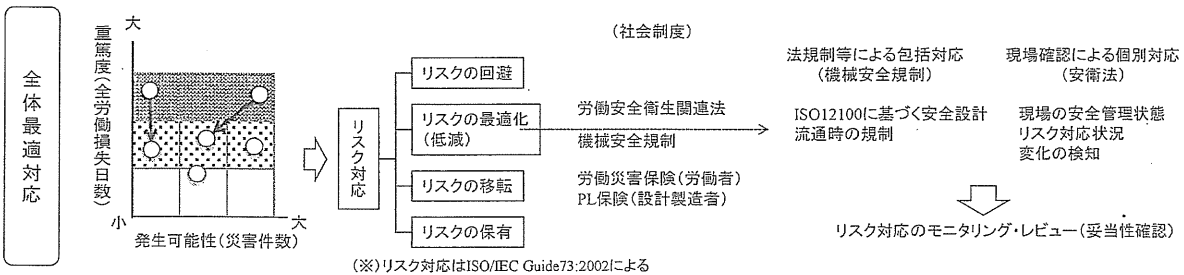 全体最適対応
重篤度(全労働損失日数)
大
小
大
発生可能性(災害件数)
リスク対応
リスクの回避
リスクの最適化
(低減)
リスクの移転
リスクの保有
(社会制度)
労働安全衛生関連法
機械安全規制
労働災害保険(労働者)
PL保険(設計製造者)
法規制等による包括対応
(機械安全規制)
ISO12100に基づく安全設計
流通時の規制
現場確認による個別対応
(安衛法)
現場の安全管理状態
リスク対応状況
変化の検知
リスク対応のモニタリング・レビュー(妥当性確認)
(※)リスク対応はISO/IEC Guide73:2002による